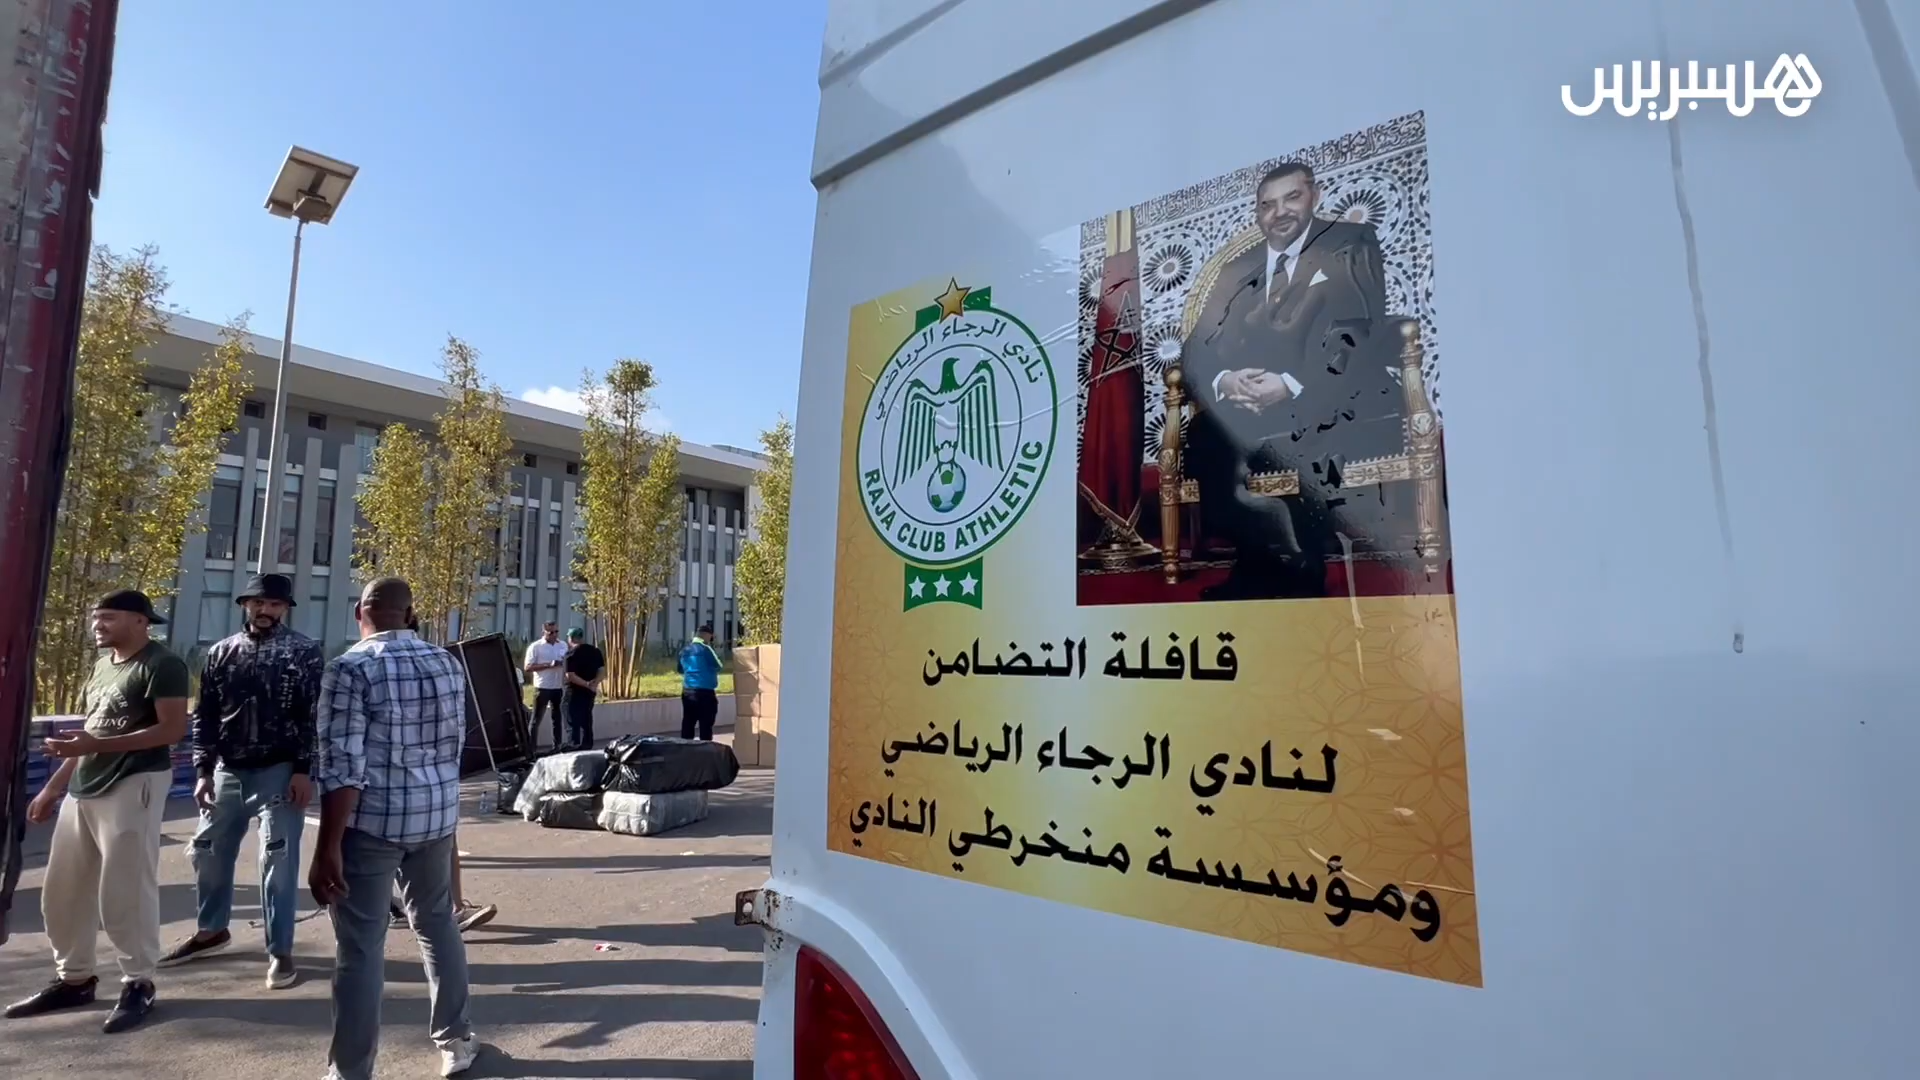 هسبريس
نادي الرجاء الرياضي
RAJA CLUB ATHLETIC
قافلة التضامن
لنادي الرجاء الرياضي
ومؤسسة منخرطي النادي